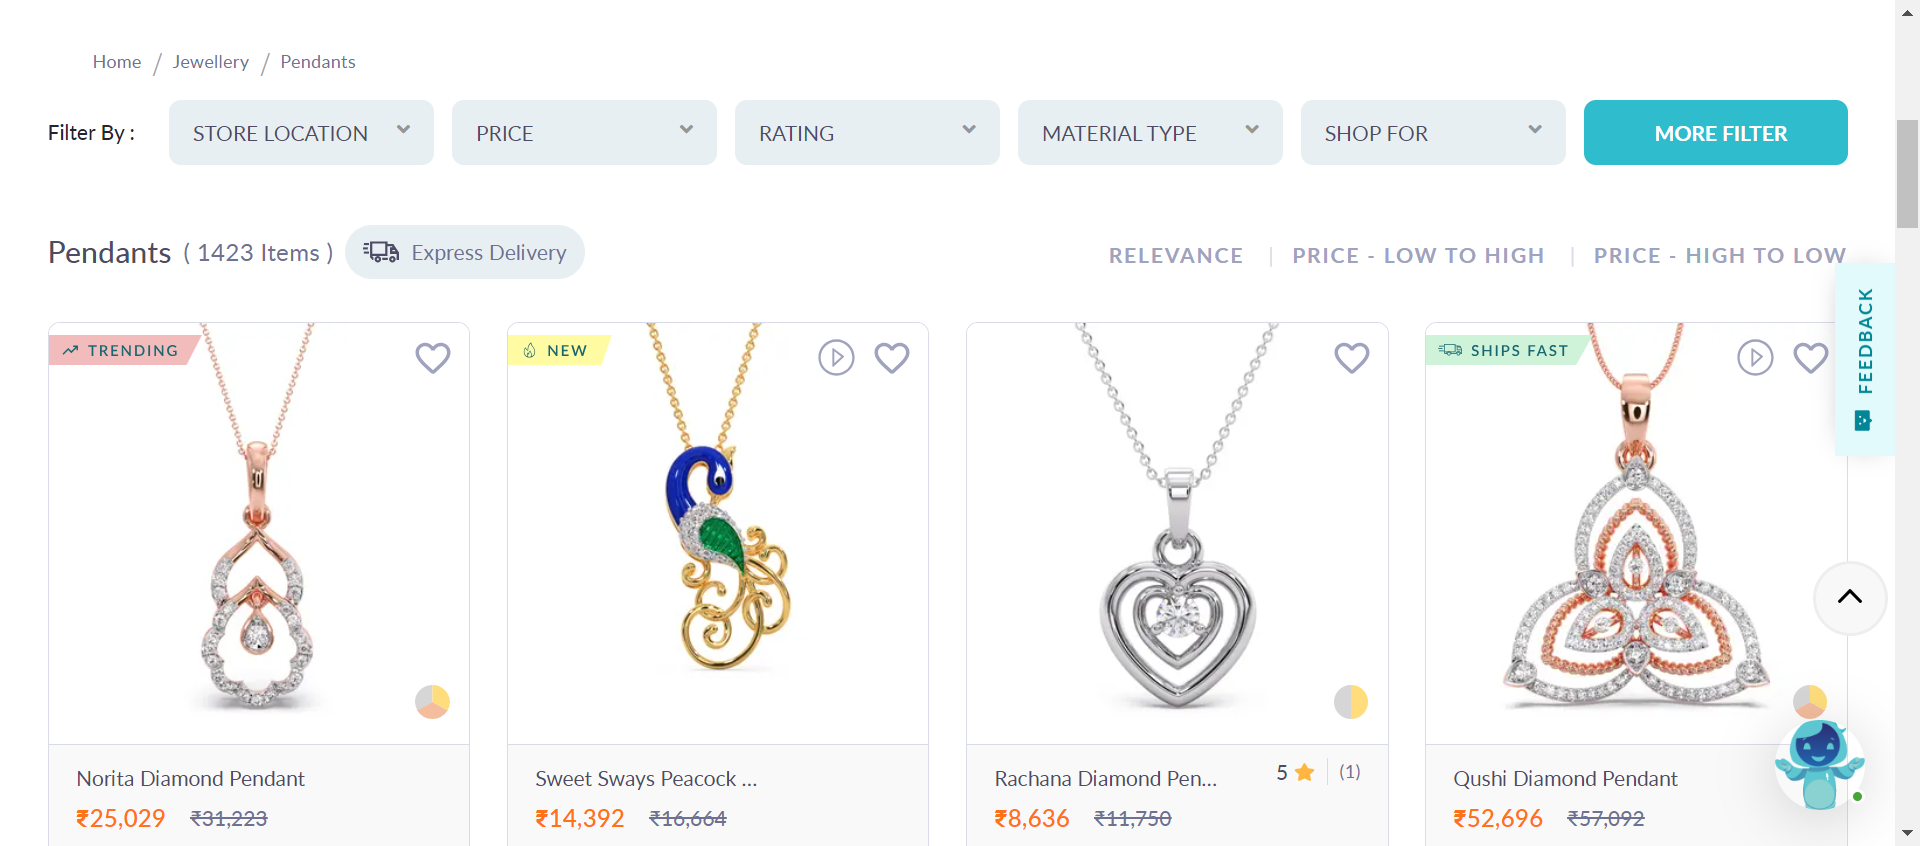 Home / Jewellery / Pendants
Filter By :
STORE LOCATION
PRICE
RATING
MATERIAL TYPE
SHOP FOR
MORE FILTER
Pendants ( 1423 Items )
Express Delivery
RELEVANCE | PRICE - LOW TO HIGH | PRICE - HIGH TO LOW
FEEDBACK
TRENDING
NEW
SHIPS FAST
Norita Diamond Pendant
₹25,029 ₹31,223
Sweet Sways Peacock ...
₹14,392 ₹16,664
Rachana Diamond Pen...
5 | (1)
₹8,636 ₹11,750
Qushi Diamond Pendant
₹52,696 ₹57,092